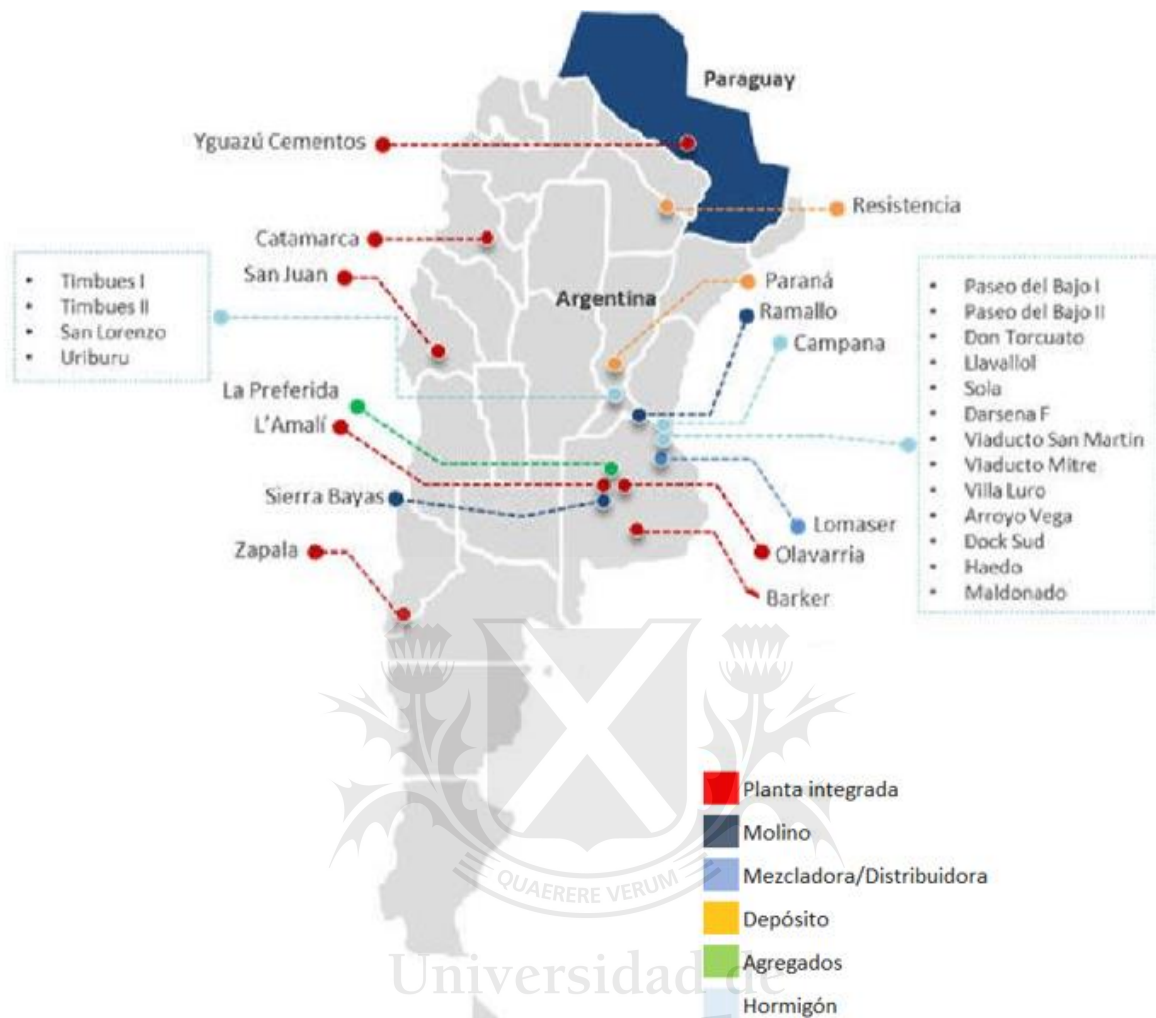 Paraguay
Yguazú Cementos
Resistencia
Catamarca
San Juan
• Timbues I
• Timbues II
• San Lorenzo
• Uriburu
Argentina
Paraná
Ramallo
Campana
• Paseo del Bajo I
• Paseo del Bajo II
• Don Torcuato
• Llavallol
• Sola
• Darsena F
• Viaducto San Martin
• Viaducto Mitre
• Villa Luro
• Arroyo Vega
• Dock Sud
• Haedo
• Maldonado
La Preferida
L'Amalí
Sierra Bayas
Zapala
Lomaser
Olavarria
Barker
Planta integrada
Molino
Mezcladora/Distribuidora
Depósito
Agregados
Hormigón
QUAERERE VERUM
Universidad de